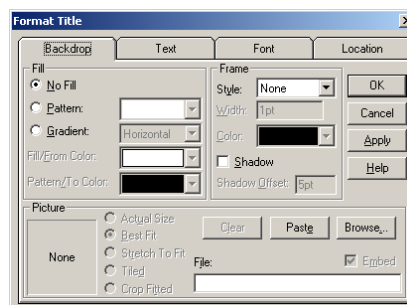 Format Title
Backdrop
Text
Font
Location
Fill
No Fill
Pattern:
Gradient:
Horizontal
Fill/From Color:
Pattern/To Color:
Frame
Style:
None
Width:
1pt
Color:
Shadow
Shadow Offset:
5pt
OK
Cancel
Apply
Help
Picture
None
Actual Size
Best Fit
Stretch To Fit
Tiled
Crop Fitted
Clear
Paste
Browse...
File:
Embed